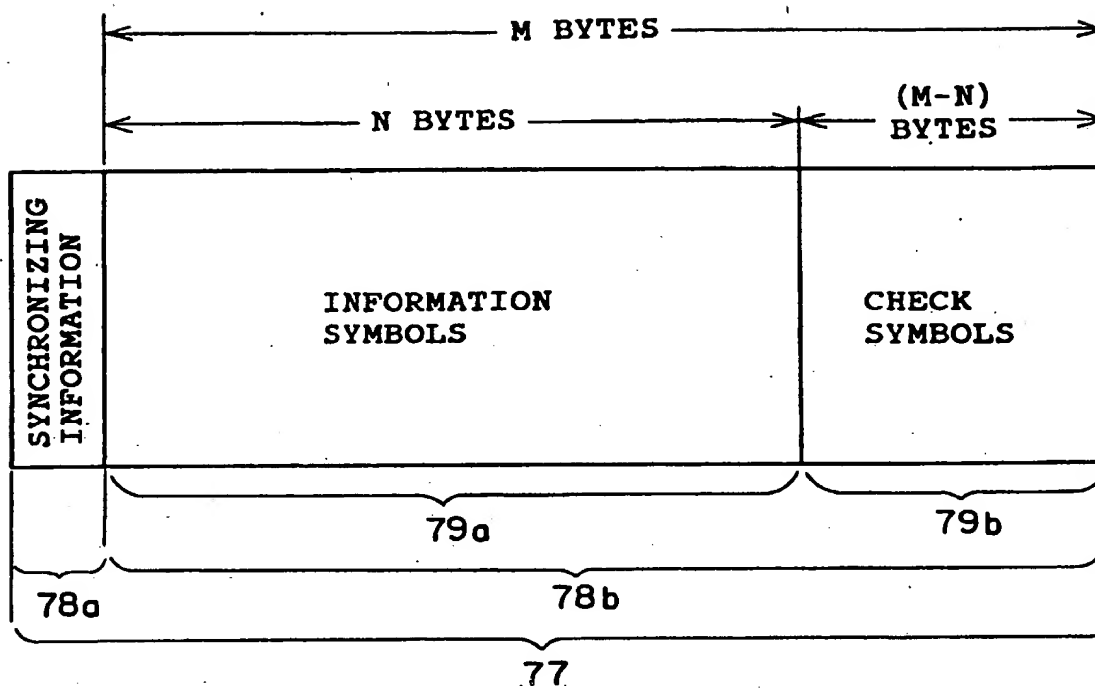 M BYTES
N BYTES
(M-N)
BYTES
SYNCHRONIZING
INFORMATION
INFORMATION
SYMBOLS
CHECK
SYMBOLS
79a
79b
78a
78b
77